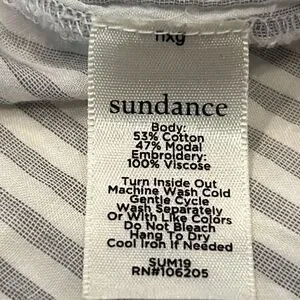 sundance
Body:
53% Cotton
47% Modal
Embroidery:
100% Viscose
Turn Inside Out
Machine Wash Cold
Gentle Cycle
Wash Separately
Or With Like Colors
Do Not Bleach
Hang To Dry
Cool Iron If Needed
SUM19
RN#106205